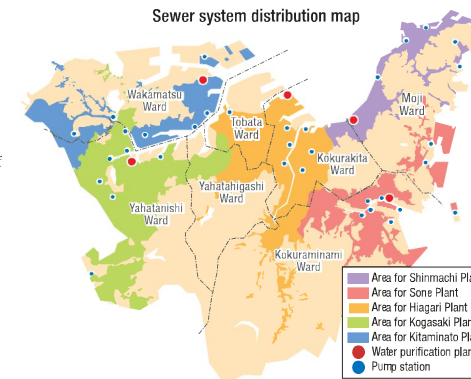 Sewer system distribution map
Wakamatsu
Ward
Tobata
Ward
Moji
Ward
Kokurakita
Ward
Yahatahigashi
Ward
Yahatanishi
Ward
Kokuraminami
Ward
Area for Shinmachi Pla
Area for Sone Plant
Area for Hiagari Plant
Area for Kogasaki Plant
Area for Kitaminato Pla
Water purification plan
Pump station